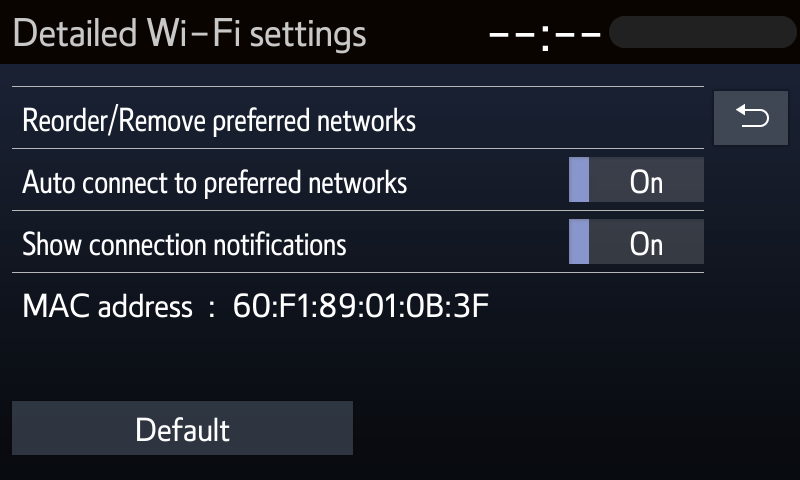 Detailed Wi-Fi settings --:--
Reorder/Remove preferred networks
Auto connect to preferred networks On
Show connection notifications On
MAC address : 60:F1:89:01:0B:3F
Default